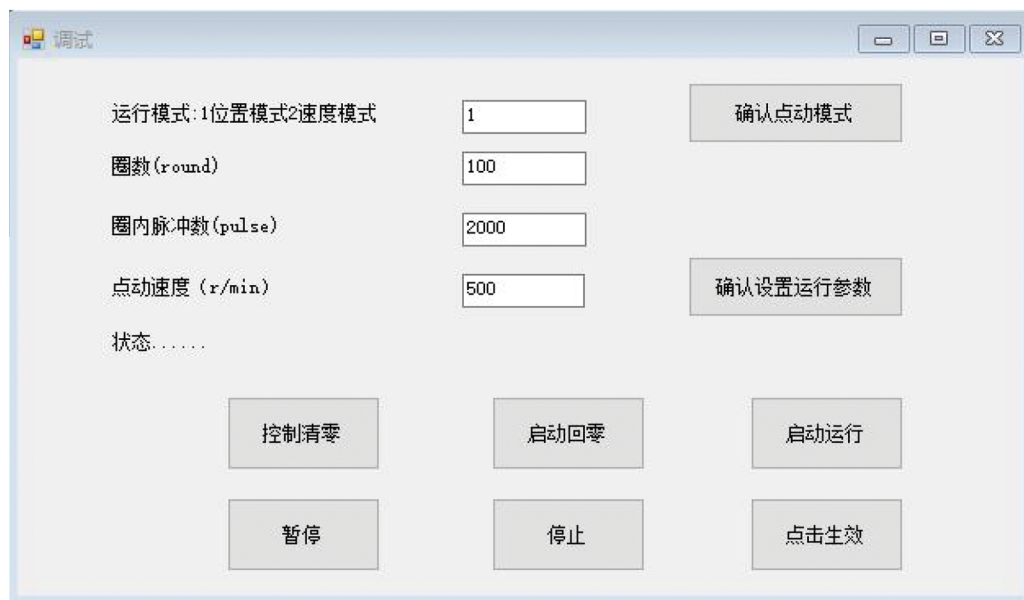 调试
运行模式:1位置模式2速度模式 1 确认点动模式
圈数(round) 100
圈内脉冲数(pulse) 2000
点动速度 (r/min) 500 确认设置运行参数
状态......
控制清零 启动回零 启动运行
暂停 停止 点击生效